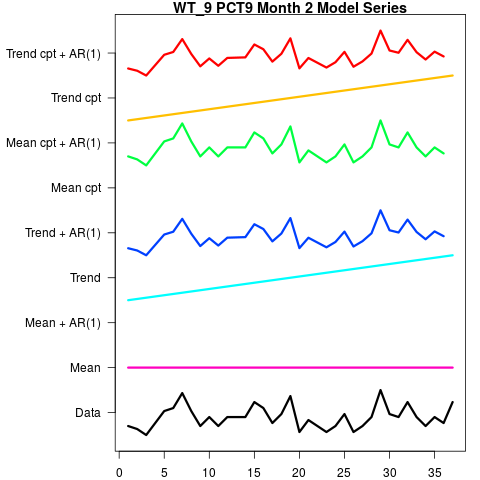 WT_9 PCT9 Month 2 Model Series
Trend cpt + AR(1)
Trend cpt
Mean cpt + AR(1)
Mean cpt
Trend + AR(1)
Trend
Mean + AR(1)
Mean
Data
0 5 10 15 20 25 30 35